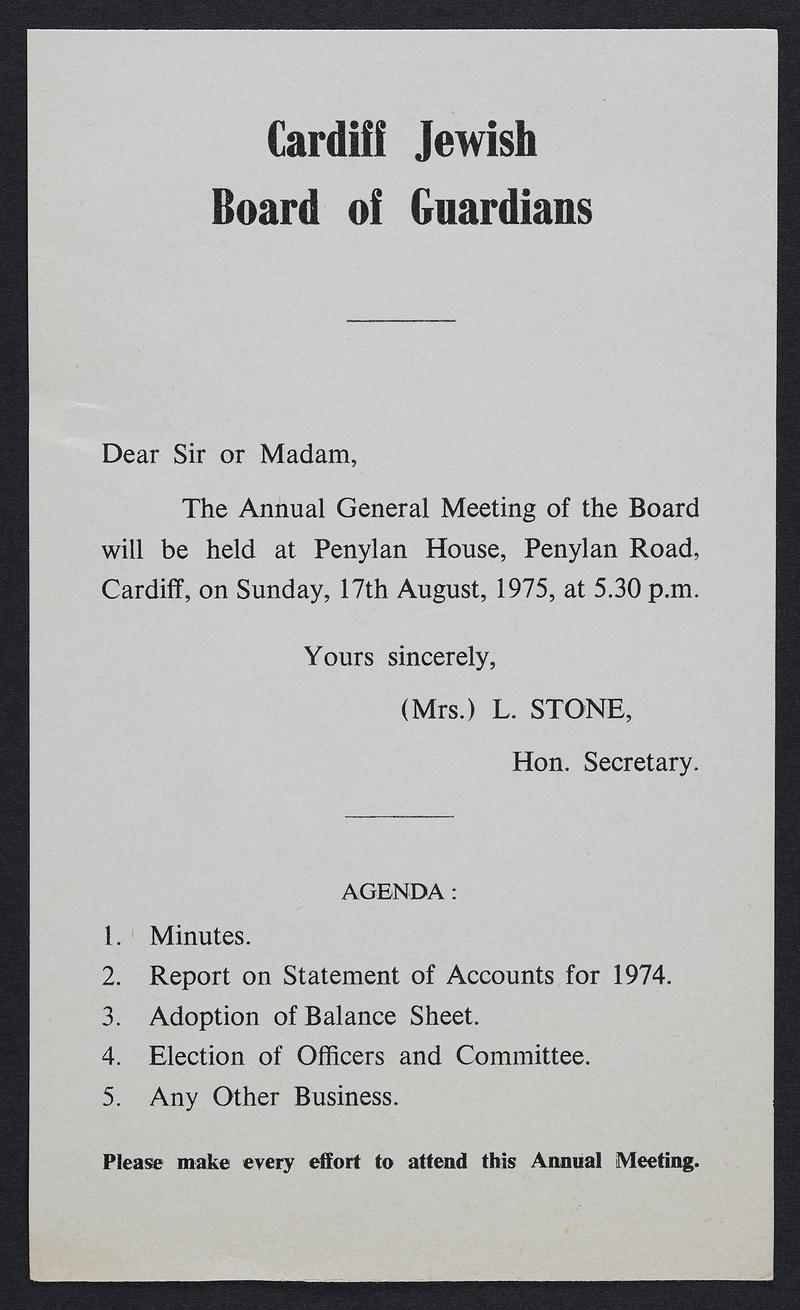 Cardiff Jewish
Board of Guardians
Dear Sir or Madam,
The Annual General Meeting of the Board
will be held at Penylan House, Penylan Road,
Cardiff, on Sunday, 17th August, 1975, at 5.30 p.m.
Yours sincerely,
(Mrs.) L. STONE,
Hon. Secretary.
AGENDA :
1. Minutes.
2. Report on Statement of Accounts for 1974.
3. Adoption of Balance Sheet.
4. Election of Officers and Committee.
5. Any Other Business.
Please make every effort to attend this Annual Meeting.